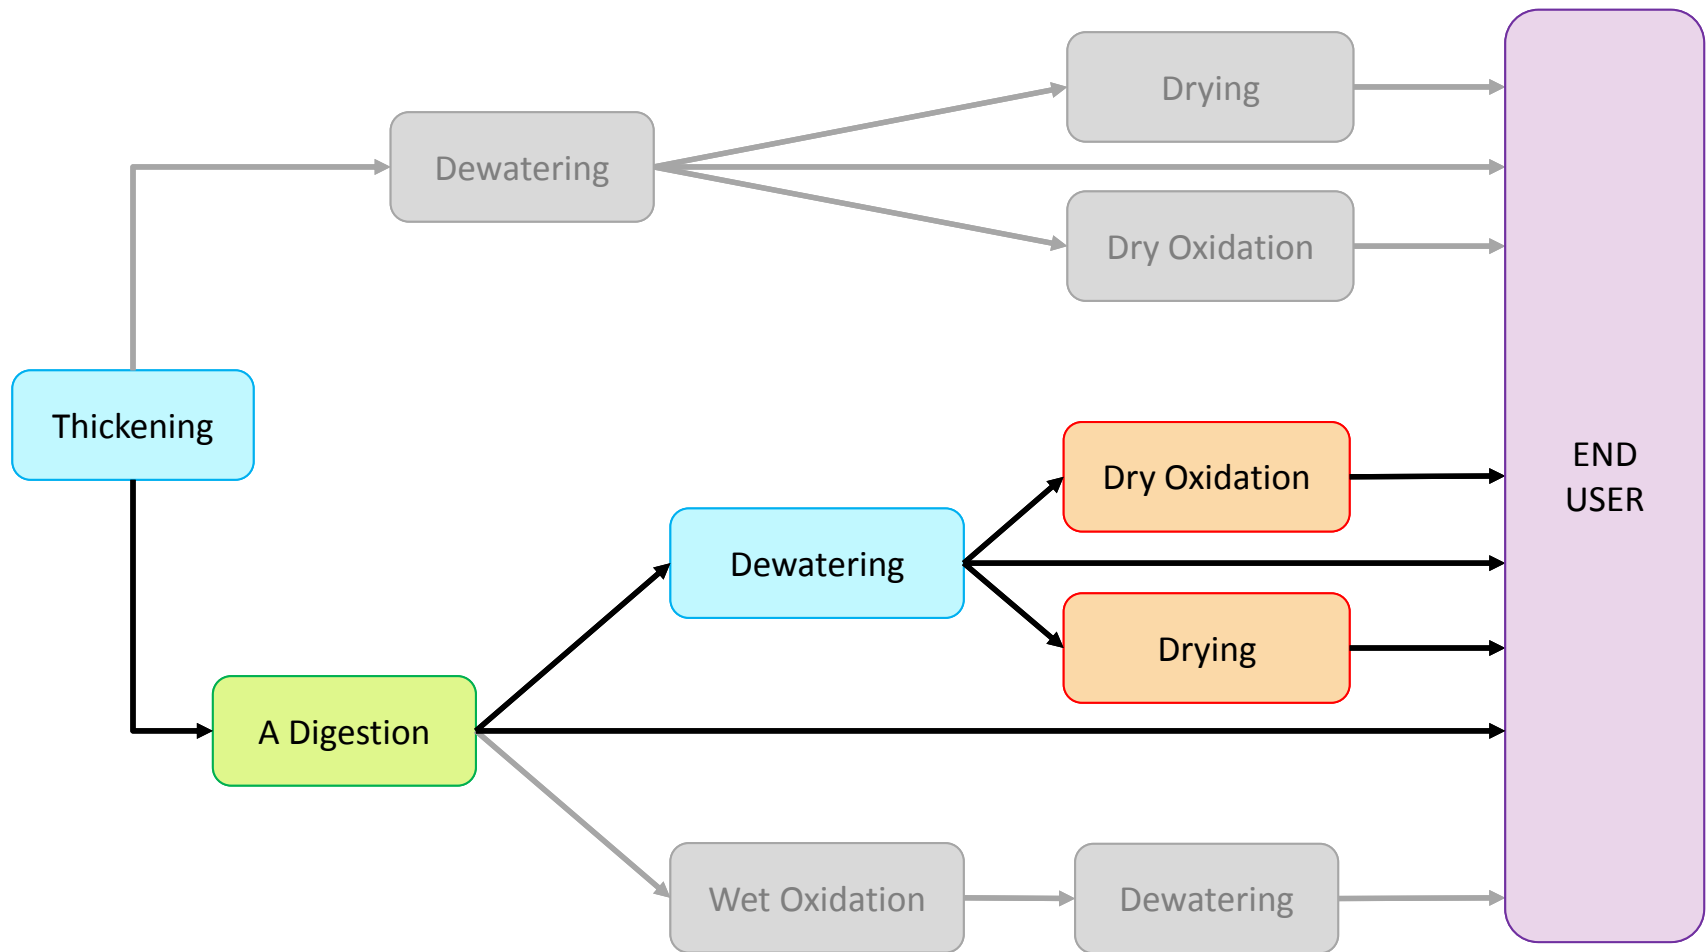 Drying
Dewatering
Dry Oxidation
Thickening
Dry Oxidation
END
USER
Dewatering
Drying
A Digestion
Wet Oxidation
Dewatering